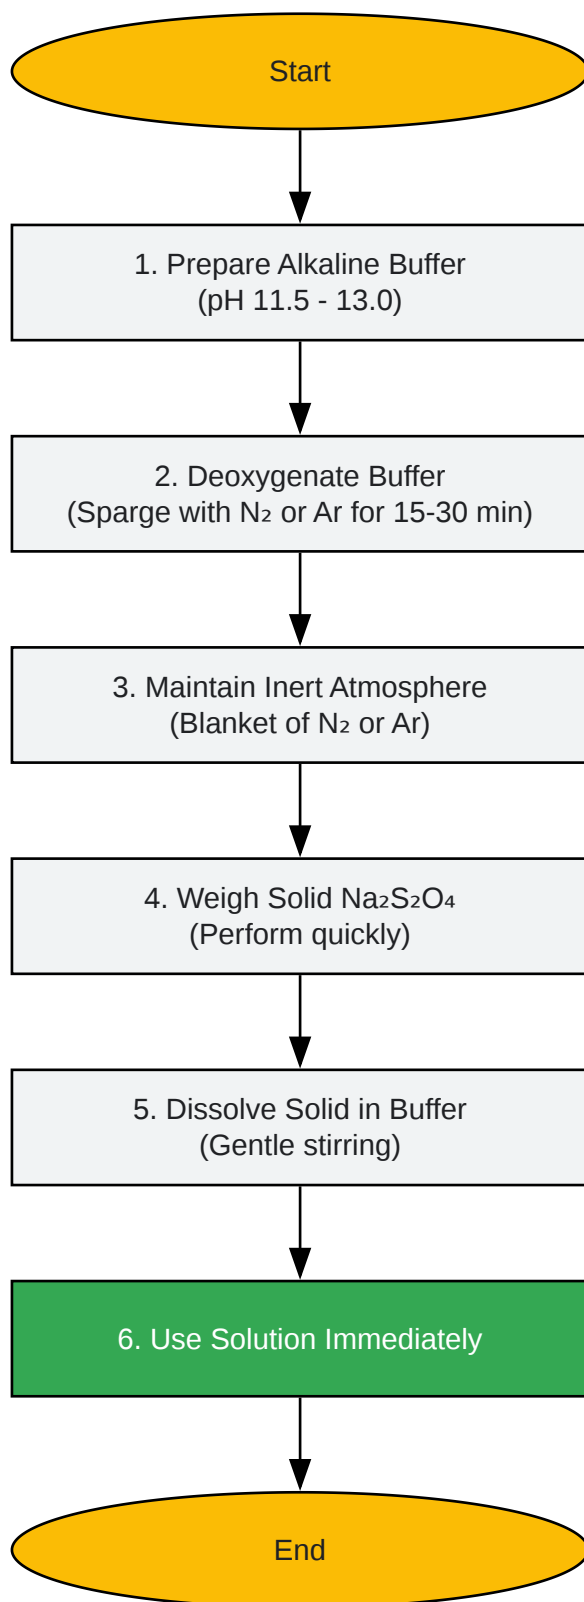 Start
1. Prepare Alkaline Buffer
(pH 11.5 - 13.0)
2. Deoxygenate Buffer
(Sparge with N₂ or Ar for 15-30 min)
3. Maintain Inert Atmosphere
(Blanket of N₂ or Ar)
4. Weigh Solid Na₂S₂O₄
(Perform quickly)
5. Dissolve Solid in Buffer
(Gentle stirring)
6. Use Solution Immediately
End